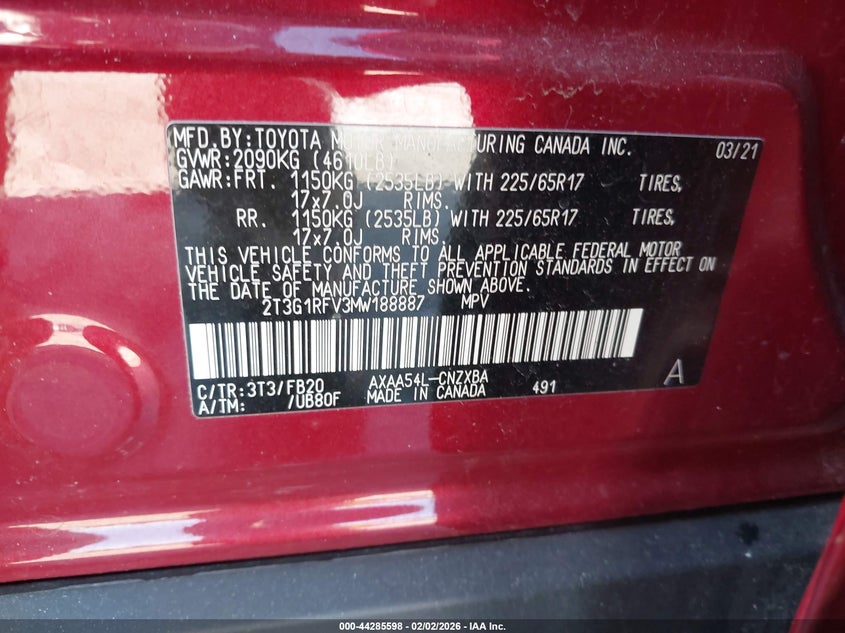 MFD.BY:TOYOTA MOTOR MANUFACTURING CANADA INC. 03/21
GVWR:2090KG (4610LB)
GAWR:FRT. 1150KG (2535LB) WITH 225/65R17 TIRES,
17x7.0J RIMS.
RR. 1150KG (2535LB) WITH 225/65R17 TIRES,
17x7.0J RIMS.
THIS VEHICLE CONFORMS TO ALL APPLICABLE FEDERAL MOTOR
VEHICLE SAFETY AND THEFT PREVENTION STANDARDS IN EFFECT ON
THE DATE OF MANUFACTURE SHOWN ABOVE.
2T3G1RFV3MW188887 MPV
C/TR:3T3/FB20 AXAA54L-CNZXBA
A/TM: /UB80F MADE IN CANADA 491 A
000-44285598 - 02/02/2026 - IAA Inc.